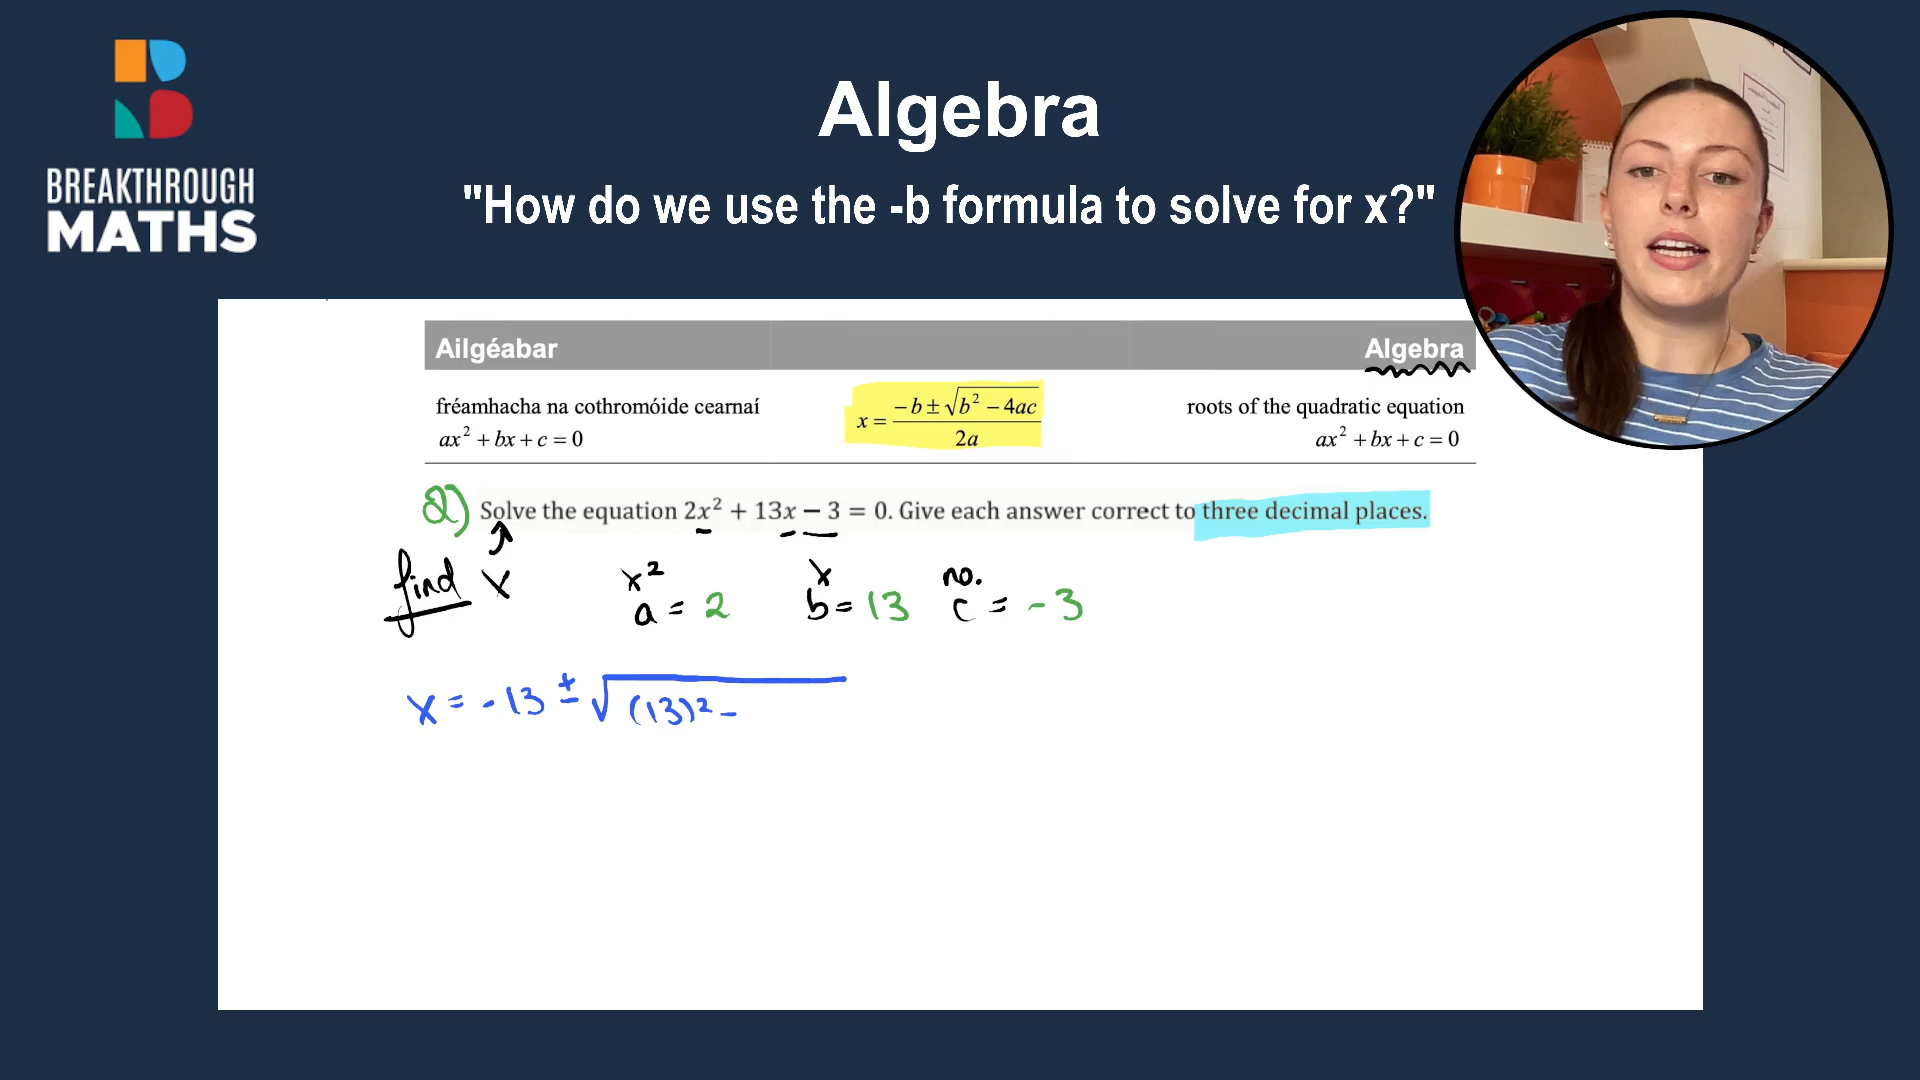 BREAKTHROUGH
MATHS
Algebra
"How do we use the -b formula to solve for x?"
Ailgéabar
Algebra
fréamhacha na cothromóide cearnaí
ax² + bx + c = 0
x = (-b ± √(b² - 4ac)) / 2a
roots of the quadratic equation
ax² + bx + c = 0
Q) Solve the equation 2x² + 13x − 3 = 0. Give each answer correct to three decimal places.
find x
x² x no.
a = 2 b = 13 c = -3
x = -13 ± √((13)² -